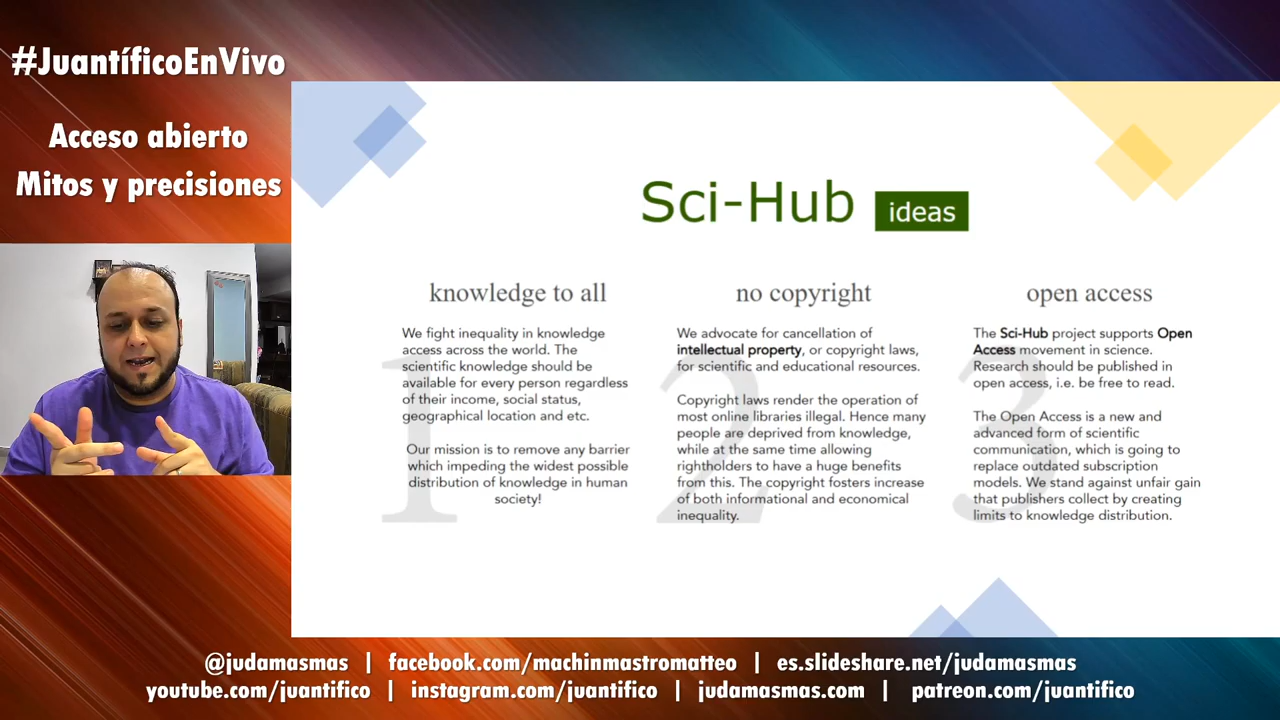 #JuantíficoEnVivo
Acceso abierto
Mitos y precisiones
Sci-Hub ideas
knowledge to all
We fight inequality in knowledge
access across the world. The
scientific knowledge should be
available for every person regardless
of their income, social status,
geographical location and etc.
Our mission is to remove any barrier
which impeding the widest possible
distribution of knowledge in human
society!
1
no copyright
We advocate for cancellation of
intellectual property, or copyright laws,
for scientific and educational resources.
Copyright laws render the operation of
most online libraries illegal. Hence many
people are deprived from knowledge,
while at the same time allowing
rightholders to have a huge benefits
from this. The copyright fosters increase
of both informational and economical
inequality.
2
open access
The Sci-Hub project supports Open
Access movement in science.
Research should be published in
open access, i.e. be free to read.
The Open Access is a new and
advanced form of scientific
communication, which is going to
replace outdated subscription
models. We stand against unfair gain
that publishers collect by creating
limits to knowledge distribution.
3
@judamasmas | facebook.com/machinmastromatteo | es.slideshare.net/judamasmas
youtube.com/juantifico | instagram.com/juantifico | judamasmas.com | patreon.com/juantifico